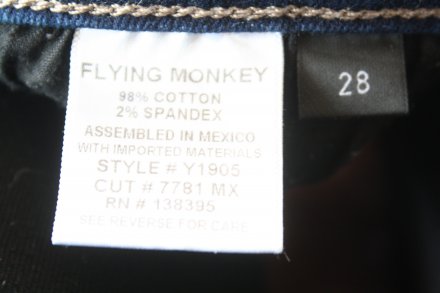 FLYING MONKEY
98% COTTON
2% SPANDEX
ASSEMBLED IN MEXICO
WITH IMPORTED MATERIALS
STYLE # Y1905
CUT # 7781 MX
RN # 138395
SEE REVERSE FOR CARE
28